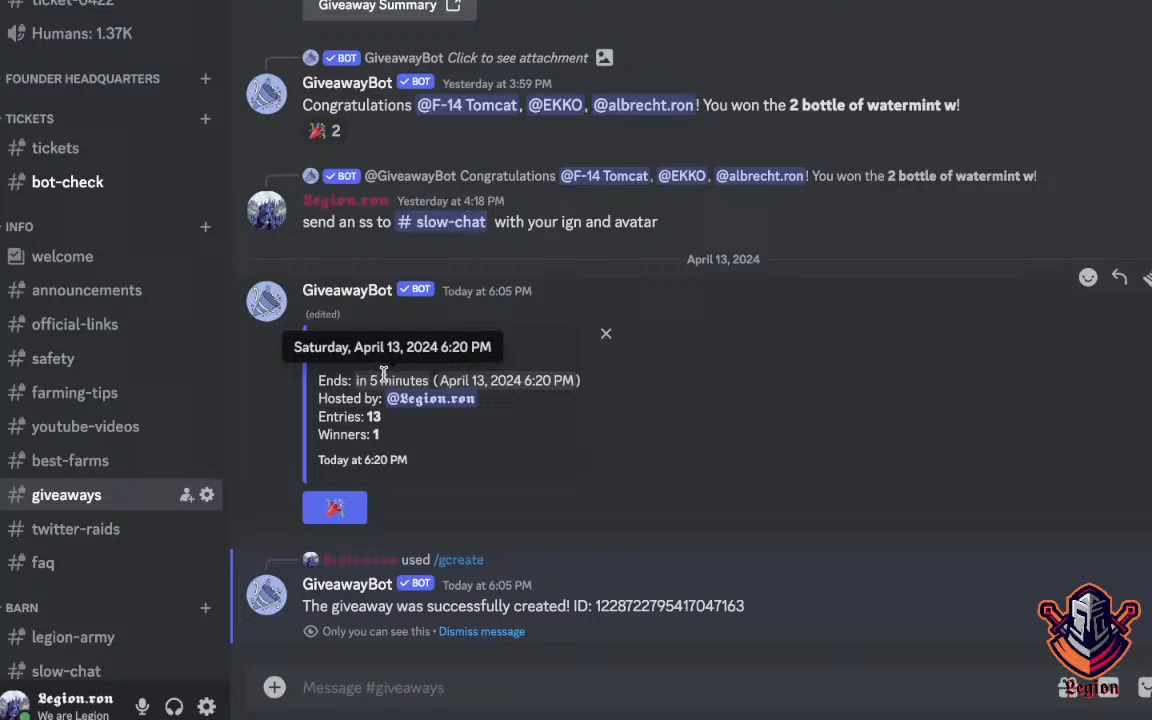 ticket-0422
Humans: 1.37K
FOUNDER HEADQUARTERS
TICKETS
tickets
bot-check
INFO
welcome
announcements
official-links
safety
farming-tips
youtube-videos
best-farms
giveaways
twitter-raids
faq
BARN
legion-army
slow-chat
Legion.ron
We are Legion
Giveaway Summary
BOT GiveawayBot Click to see attachment
GiveawayBot BOT Yesterday at 3:59 PM
Congratulations @F-14 Tomcat, @EKKO, @albrecht.ron! You won the 2 bottle of watermint w!
2
BOT @GiveawayBot Congratulations @F-14 Tomcat, @EKKO, @albrecht.ron! You won the 2 bottle of watermint w!
Legion.ron Yesterday at 4:18 PM
send an ss to # slow-chat with your ign and avatar
April 13, 2024
GiveawayBot BOT Today at 6:05 PM
(edited)
Saturday, April 13, 2024 6:20 PM
Ends: in 5 minutes (April 13, 2024 6:20 PM)
Hosted by: @Legion.ron
Entries: 13
Winners: 1
Today at 6:20 PM
Legion.ron used /gcreate
GiveawayBot BOT Today at 6:05 PM
The giveaway was successfully created! ID: 1228722795417047163
Only you can see this • Dismiss message
Message #giveaways
Legion